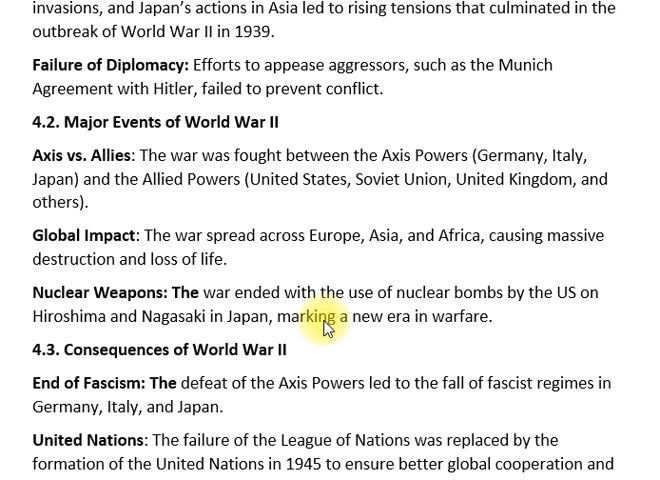 invasions, and Japan's actions in Asia led to rising tensions that culminated in the
outbreak of World War II in 1939.
Failure of Diplomacy: Efforts to appease aggressors, such as the Munich
Agreement with Hitler, failed to prevent conflict.
4.2. Major Events of World War II
Axis vs. Allies: The war was fought between the Axis Powers (Germany, Italy,
Japan) and the Allied Powers (United States, Soviet Union, United Kingdom, and
others).
Global Impact: The war spread across Europe, Asia, and Africa, causing massive
destruction and loss of life.
Nuclear Weapons: The war ended with the use of nuclear bombs by the US on
Hiroshima and Nagasaki in Japan, marking a new era in warfare.
4.3. Consequences of World War II
End of Fascism: The defeat of the Axis Powers led to the fall of fascist regimes in
Germany, Italy, and Japan.
United Nations: The failure of the League of Nations was replaced by the
formation of the United Nations in 1945 to ensure better global cooperation and